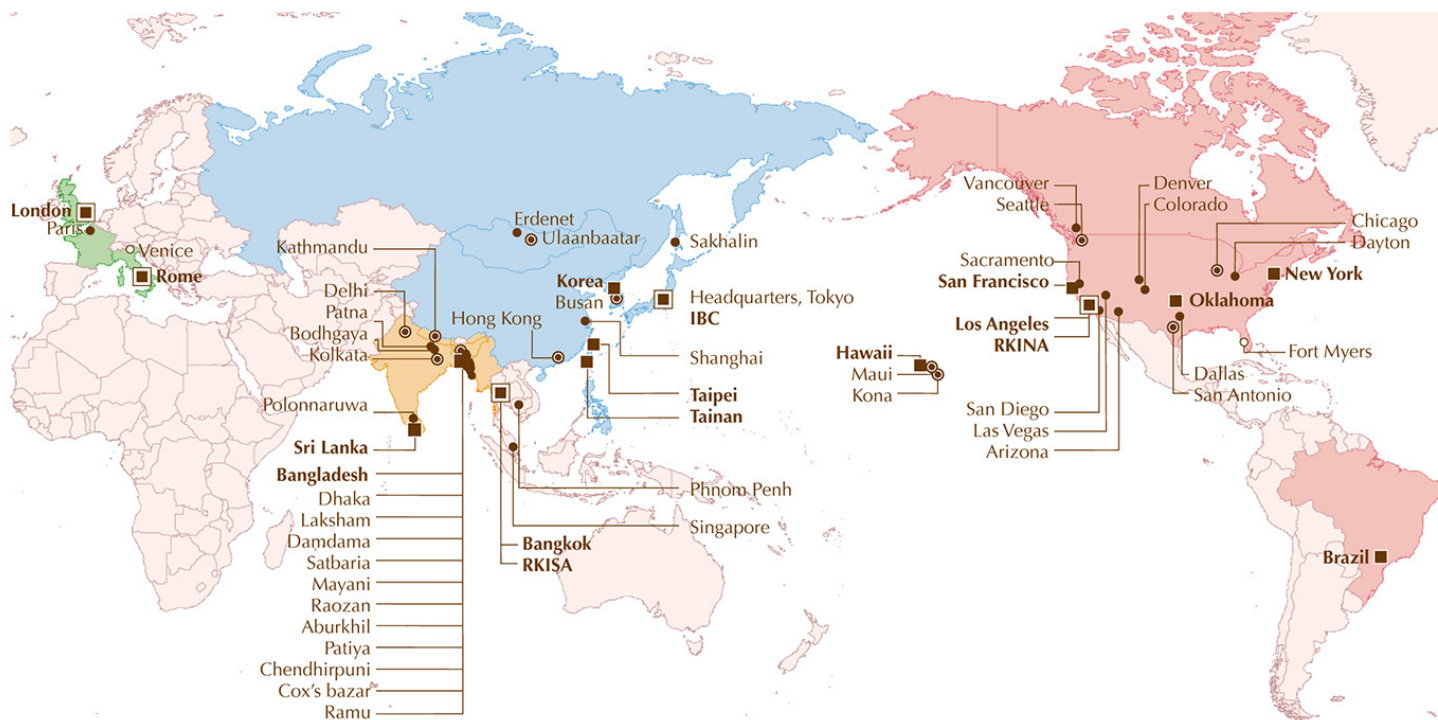 London
Paris
Venice
Rome
Kathmandu
Delhi
Patna
Bodhgaya
Kolkata
Polonnaruwa
Sri Lanka
Bangladesh
Dhaka
Laksham
Damdama
Satbaria
Mayani
Raozan
Aburkhil
Patiya
Chendhirpuni
Cox's bazar
Ramu
Erdenet
Ulaanbaatar
Sakhalin
Korea
Busan
Headquarters, Tokyo
IBC
Hong Kong
Shanghai
Taipei
Tainan
Phnom Penh
Singapore
Bangkok
RKISA
Hawaii
Maui
Kona
Vancouver
Seattle
Sacramento
San Francisco
Los Angeles
RKINA
San Diego
Las Vegas
Arizona
Denver
Colorado
Chicago
Dayton
New York
Oklahoma
Fort Myers
Dallas
San Antonio
Brazil